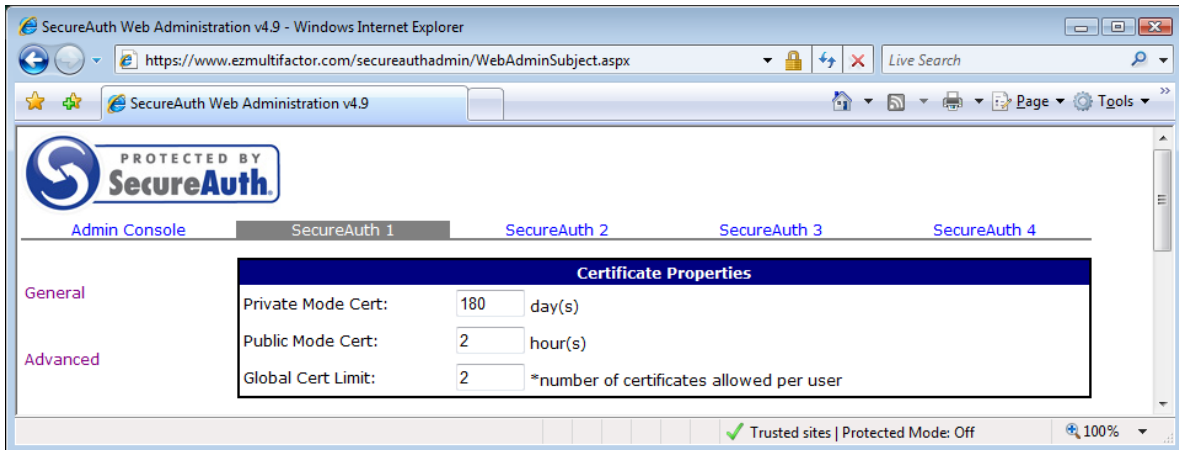 SecureAuth Web Administration v4.9 - Windows Internet Explorer
https://www.ezmultifactor.com/secureauthadmin/WebAdminSubject.aspx
Live Search
SecureAuth Web Administration v4.9
Page
Tools
PROTECTED BY
SecureAuth®
Admin Console SecureAuth 1 SecureAuth 2 SecureAuth 3 SecureAuth 4
General
Advanced
Certificate Properties
Private Mode Cert: 180 day(s)
Public Mode Cert: 2 hour(s)
Global Cert Limit: 2 *number of certificates allowed per user
Trusted sites | Protected Mode: Off
100%